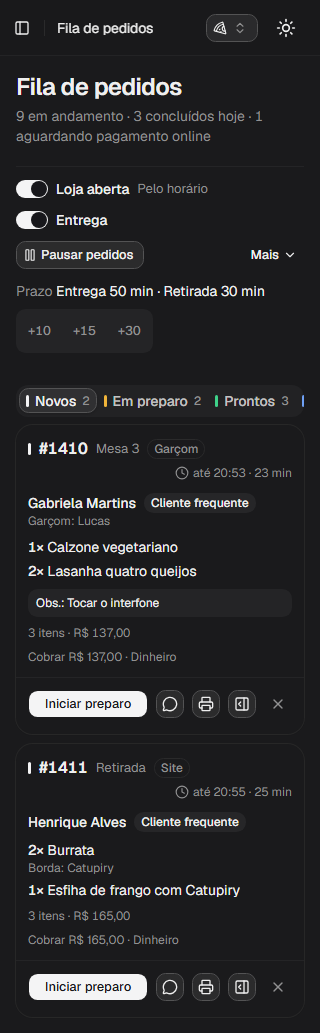 Fila de pedidos
Fila de pedidos
9 em andamento · 3 concluídos hoje · 1
aguardando pagamento online
Loja aberta Pelo horário
Entrega
Pausar pedidos Mais
Prazo Entrega 50 min · Retirada 30 min
+10 +15 +30
Novos 2 Em preparo 2 Prontos 3
#1410 Mesa 3 Garçom
até 20:53 · 23 min
Gabriela Martins Cliente frequente
Garçom: Lucas
1× Calzone vegetariano
2× Lasanha quatro queijos
Obs.: Tocar o interfone
3 itens · R$ 137,00
Cobrar R$ 137,00 · Dinheiro
Iniciar preparo
#1411 Retirada Site
até 20:55 · 25 min
Henrique Alves Cliente frequente
2× Burrata
Borda: Catupiry
1× Esfiha de frango com Catupiry
3 itens · R$ 165,00
Cobrar R$ 165,00 · Dinheiro
Iniciar preparo